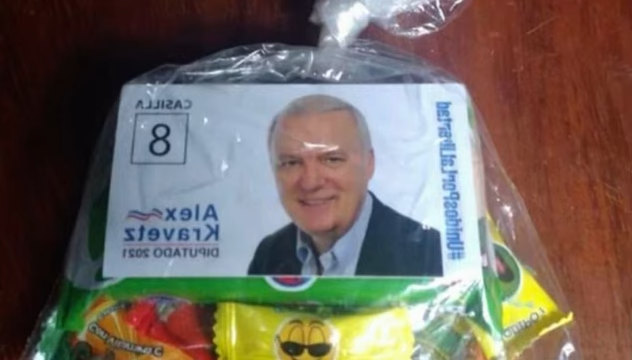 CASILLA
8
Alex
Kravetz
DIPUTADO 2021
#UnidosPorLaLibertad